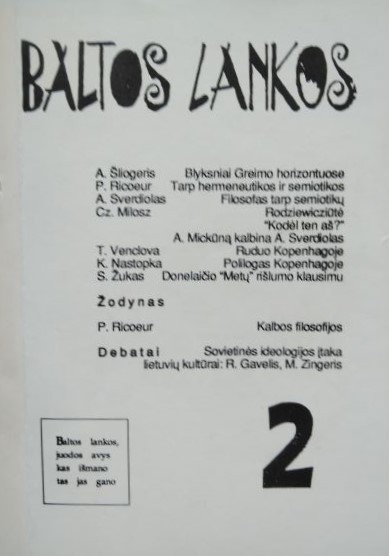 BALTOS LANKOS
A. Šliogeris Blyksniai Greimo horizontuose
P. Ricoeur Tarp hermeneutikos ir semiotikos
A. Sverdiolas Filosofas tarp semiotikų
Cz. Milosz Rodziewicziūtė
"Kodėl ten aš?"
A. Mickūną kalbina A. Sverdiolas
T. Venclova Ruduo Kopenhagoje
K. Nastopka Polilogas Kopenhagoje
S. Žukas Donelaičio "Metų" rišlumo klausimu
Žodynas
P. Ricoeur Kalbos filosofijos
Debatai Sovietinės ideologijos įtaka
lietuvių kultūrai: R. Gavelis, M. Zingeris
2
Baltos lankos,
juodos avys
kas išmano
tas jas gano